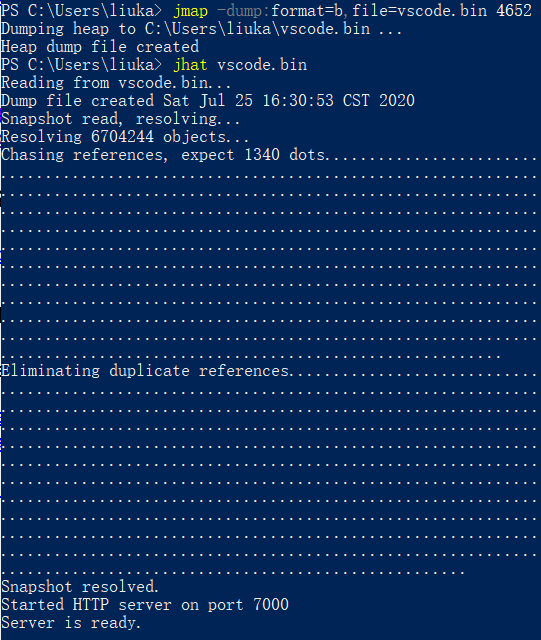 PS C:\Users\liuka> jmap -dump:format=b,file=vscode.bin 4652
Dumping heap to C:\Users\liuka\vscode.bin ...
Heap dump file created
PS C:\Users\liuka> jhat vscode.bin
Reading from vscode.bin...
Dump file created Sat Jul 25 16:30:53 CST 2020
Snapshot read, resolving...
Resolving 6704244 objects...
Chasing references, expect 1340 dots........................
............................................................
............................................................
............................................................
............................................................
............................................................
............................................................
............................................................
............................................................
............................................................
............................................................
........................................................
Eliminating duplicate references............................
............................................................
............................................................
............................................................
............................................................
............................................................
............................................................
............................................................
............................................................
............................................................
............................................................
....................................................
Snapshot resolved.
Started HTTP server on port 7000
Server is ready.